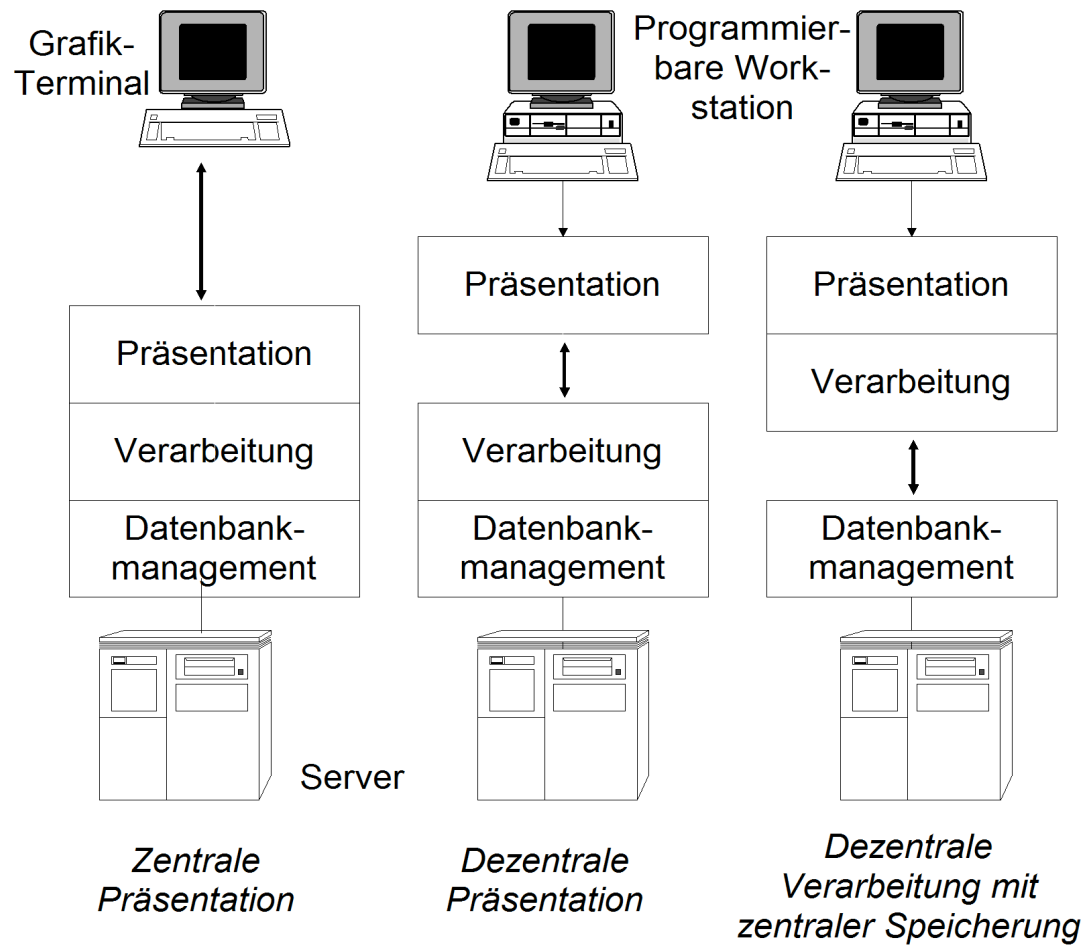 Grafik-
Terminal
Programmier-
bare Work-
station
Präsentation
Verarbeitung
Datenbank-
management
Präsentation
Verarbeitung
Datenbank-
management
Präsentation
Verarbeitung
Datenbank-
management
Server
Zentrale
Präsentation
Dezentrale
Präsentation
Dezentrale
Verarbeitung mit
zentraler Speicherung